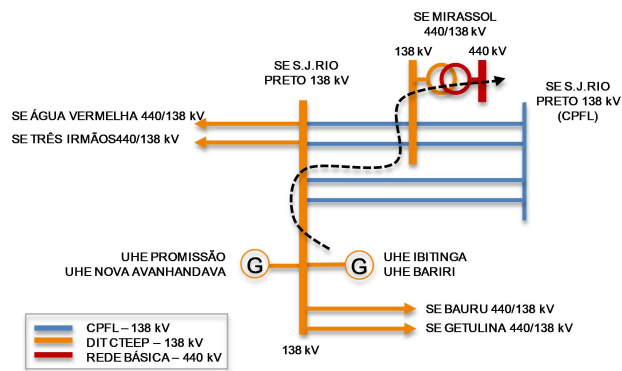 SE MIRASSOL
440/138 kV
138 kV
440 kV
SE S.J.RIO
PRETO 138 kV
SE S.J.RIO
PRETO 138 kV
(CPFL)
SE ÁGUA VERMELHA 440/138 kV
SE TRÊS IRMÃOS440/138 kV
UHE PROMISSÃO
UHE NOVA AVANHANDAVA
G
G
UHE IBITINGA
UHE BARIRI
SE BAURU 440/138 kV
SE GETULINA 440/138 kV
138 kV
CPFL – 138 kV
DIT CTEEP – 138 kV
REDE BÁSICA – 440 kV